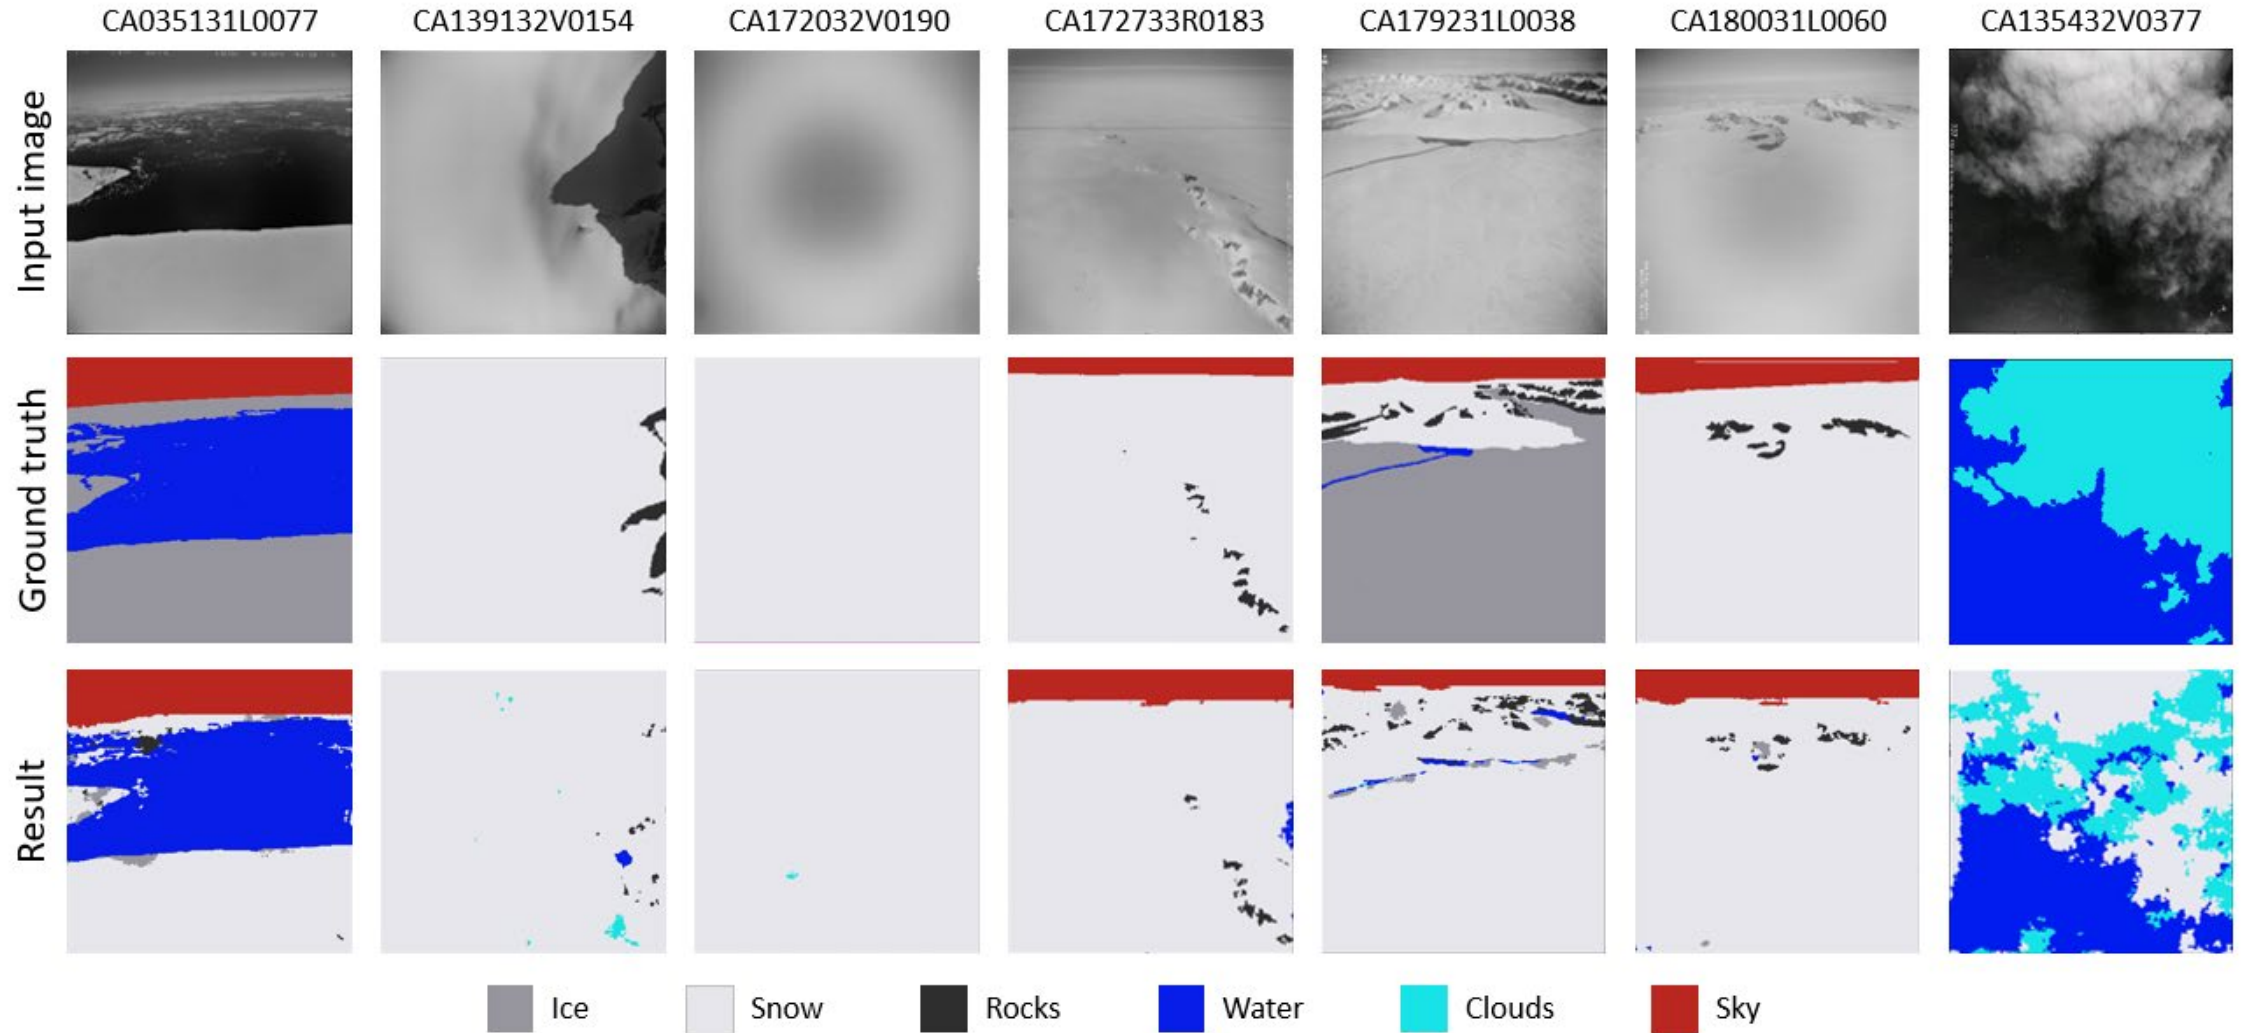 CA035131L0077 CA139132V0154 CA172032V0190 CA172733R0183 CA179231L0038 CA180031L0060 CA135432V0377
Input image
Ground truth
Result
Ice Snow Rocks Water Clouds Sky